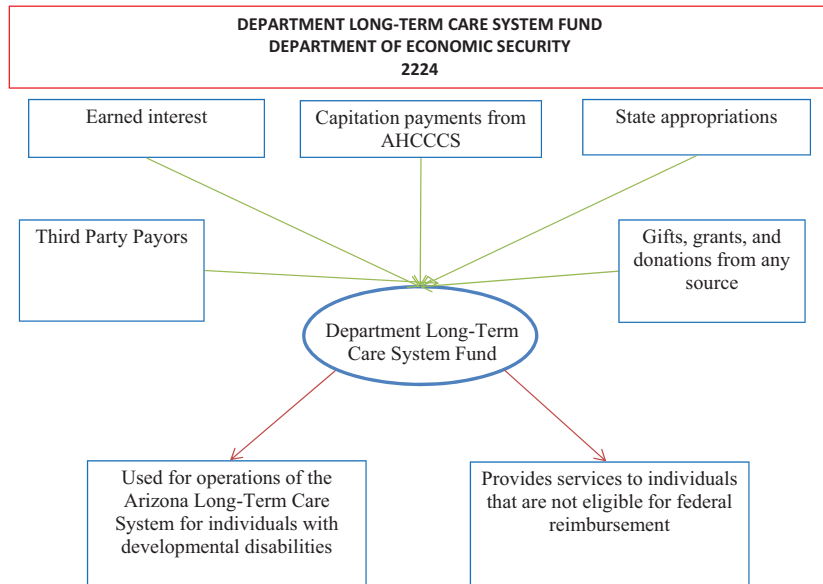 DEPARTMENT LONG-TERM CARE SYSTEM FUND
DEPARTMENT OF ECONOMIC SECURITY
2224
Earned interest
Capitation payments from
AHCCCS
State appropriations
Third Party Payors
Gifts, grants, and
donations from any
source
Department Long-Term
Care System Fund
Used for operations of the
Arizona Long-Term Care
System for individuals with
developmental disabilities
Provides services to individuals
that are not eligible for federal
reimbursement